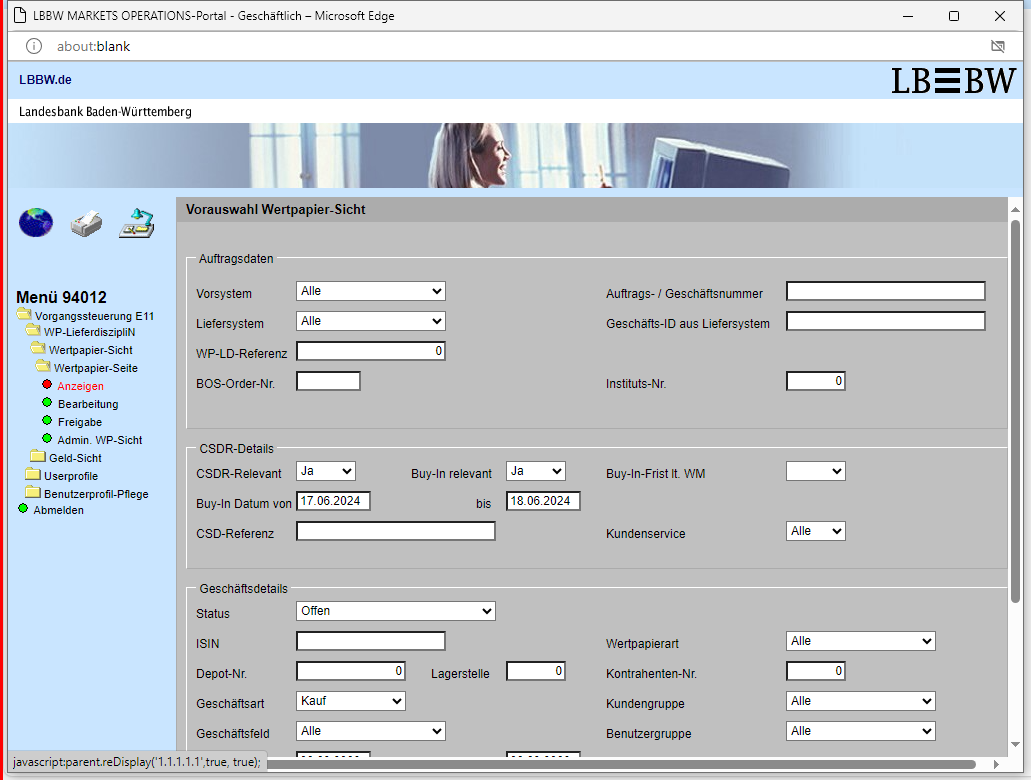 LBBW MARKETS OPERATIONS-Portal - Geschäftlich – Microsoft Edge
about:blank
LBBW.de
LBBW
Landesbank Baden-Württemberg
Vorauswahl Wertpapier-Sicht
Menü 94012
Vorgangssteuerung E11
WP-LieferdiszipliN
Wertpapier-Sicht
Wertpapier-Seite
Anzeigen
Bearbeitung
Freigabe
Admin. WP-Sicht
Geld-Sicht
Userprofile
Benutzerprofil-Pflege
Abmelden
Auftragsdaten
Vorsystem Alle Auftrags- / Geschäftsnummer
Liefersystem Alle Geschäfts-ID aus Liefersystem
WP-LD-Referenz 0
BOS-Order-Nr. Instituts-Nr. 0
CSDR-Details
CSDR-Relevant Ja Buy-In relevant Ja Buy-In-Frist lt. WM
Buy-In Datum von 17.06.2024 bis 18.06.2024
CSD-Referenz Kundenservice Alle
Geschäftsdetails
Status Offen
ISIN Wertpapierart Alle
Depot-Nr. 0 Lagerstelle 0 Kontrahenten-Nr. 0
Geschäftsart Kauf Kundengruppe Alle
Geschäftsfeld Alle Benutzergruppe Alle
javascript:parent.reDisplay('1.1.1.1.1',true, true);